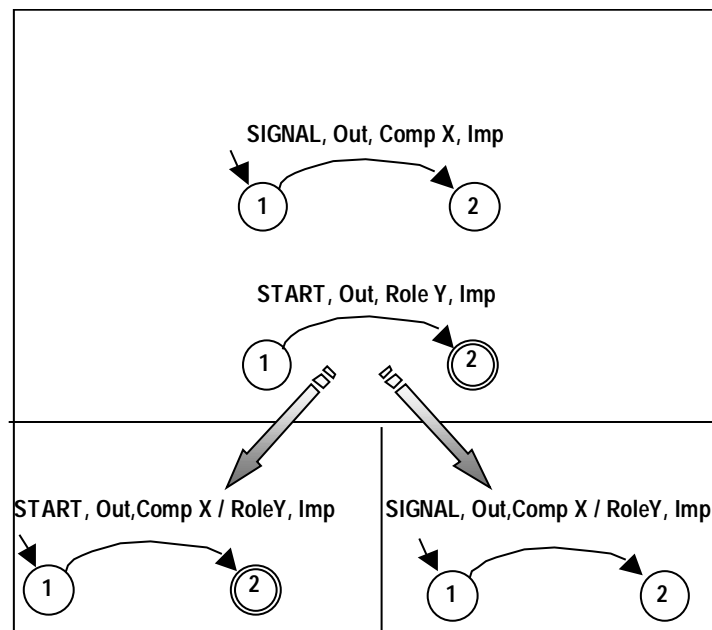 SIGNAL, Out, Comp X, Imp
1 2
START, Out, Role Y, Imp
1 2
START, Out,Comp X / RoleY, Imp
1 2
SIGNAL, Out,Comp X / RoleY, Imp
1 2